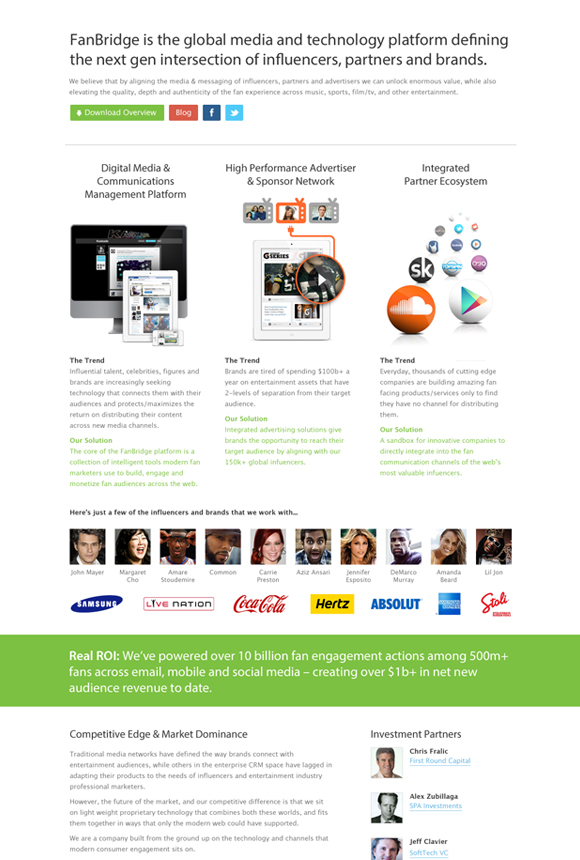 FanBridge is the global media and technology platform defining
the next gen intersection of influencers, partners and brands.
We believe that by aligning the media & messaging of influencers, partners and advertisers we can unlock enormous value, while also
elevating the quality, depth and authenticity of the fan experience across music, sports, film/tv, and other entertainment.
Download Overview
Blog
f
Digital Media &
Communications
Management Platform
High Performance Advertiser
& Sponsor Network
Integrated
Partner Ecosystem
G SERIES
sk
The Trend
Influential talent, celebrities, figures and
brands are increasingly seeking
technology that connects them with their
audiences and protects/maximizes the
return on distributing their content
across new media channels.
Our Solution
The core of the FanBridge platform is a
collection of intelligent tools modern fan
marketers use to build, engage and
monetize fan audiences across the web.
The Trend
Brands are tired of spending $100b+ a
year on entertainment assets that have
2-levels of separation from their target
audience.
Our Solution
Integrated advertising solutions give
brands the opportunity to reach their
target audience by aligning with our
150k+ global infuencers.
The Trend
Everyday, thousands of cutting edge
companies are building amazing fan
facing products/services only to find
they have no channel for distributing
them.
Our Solution
A sandbox for innovative companies to
directly integrate into the fan
communication channels of the web's
most valuable infuencers.
Here's just a few of the influencers and brands that we work with...
John Mayer
Margaret
Cho
Amare
Stoudemire
Common
Carrie
Preston
Aziz Ansari
Jennifer
Esposito
DeMarco
Murray
Amanda
Beard
Lil Jon
SAMSUNG
LIVE NATION
Coca-Cola
Hertz
ABSOLUT
AMERICAN EXPRESS
Stoli
Real ROI: We've powered over 10 billion fan engagement actions among 500m+
fans across email, mobile and social media – creating over $1b+ in net new
audience revenue to date.
Competitive Edge & Market Dominance
Traditional media networks have defined the way brands connect with
entertainment audiences, while others in the enterprise CRM space have lagged in
adapting their products to the needs of influencers and entertainment industry
professional marketers.
However, the future of the market, and our competitive difference is that we sit
on light weight proprietary technology that combines both these worlds, and fits
them together in ways that only the modern web could have supported.
We are a company built from the ground up on the technology and channels that
modern consumer engagement sits on.
Investment Partners
Chris Fralic
First Round Capital
Alex Zubillaga
SPA Investments
Jeff Clavier
SoftTech VC